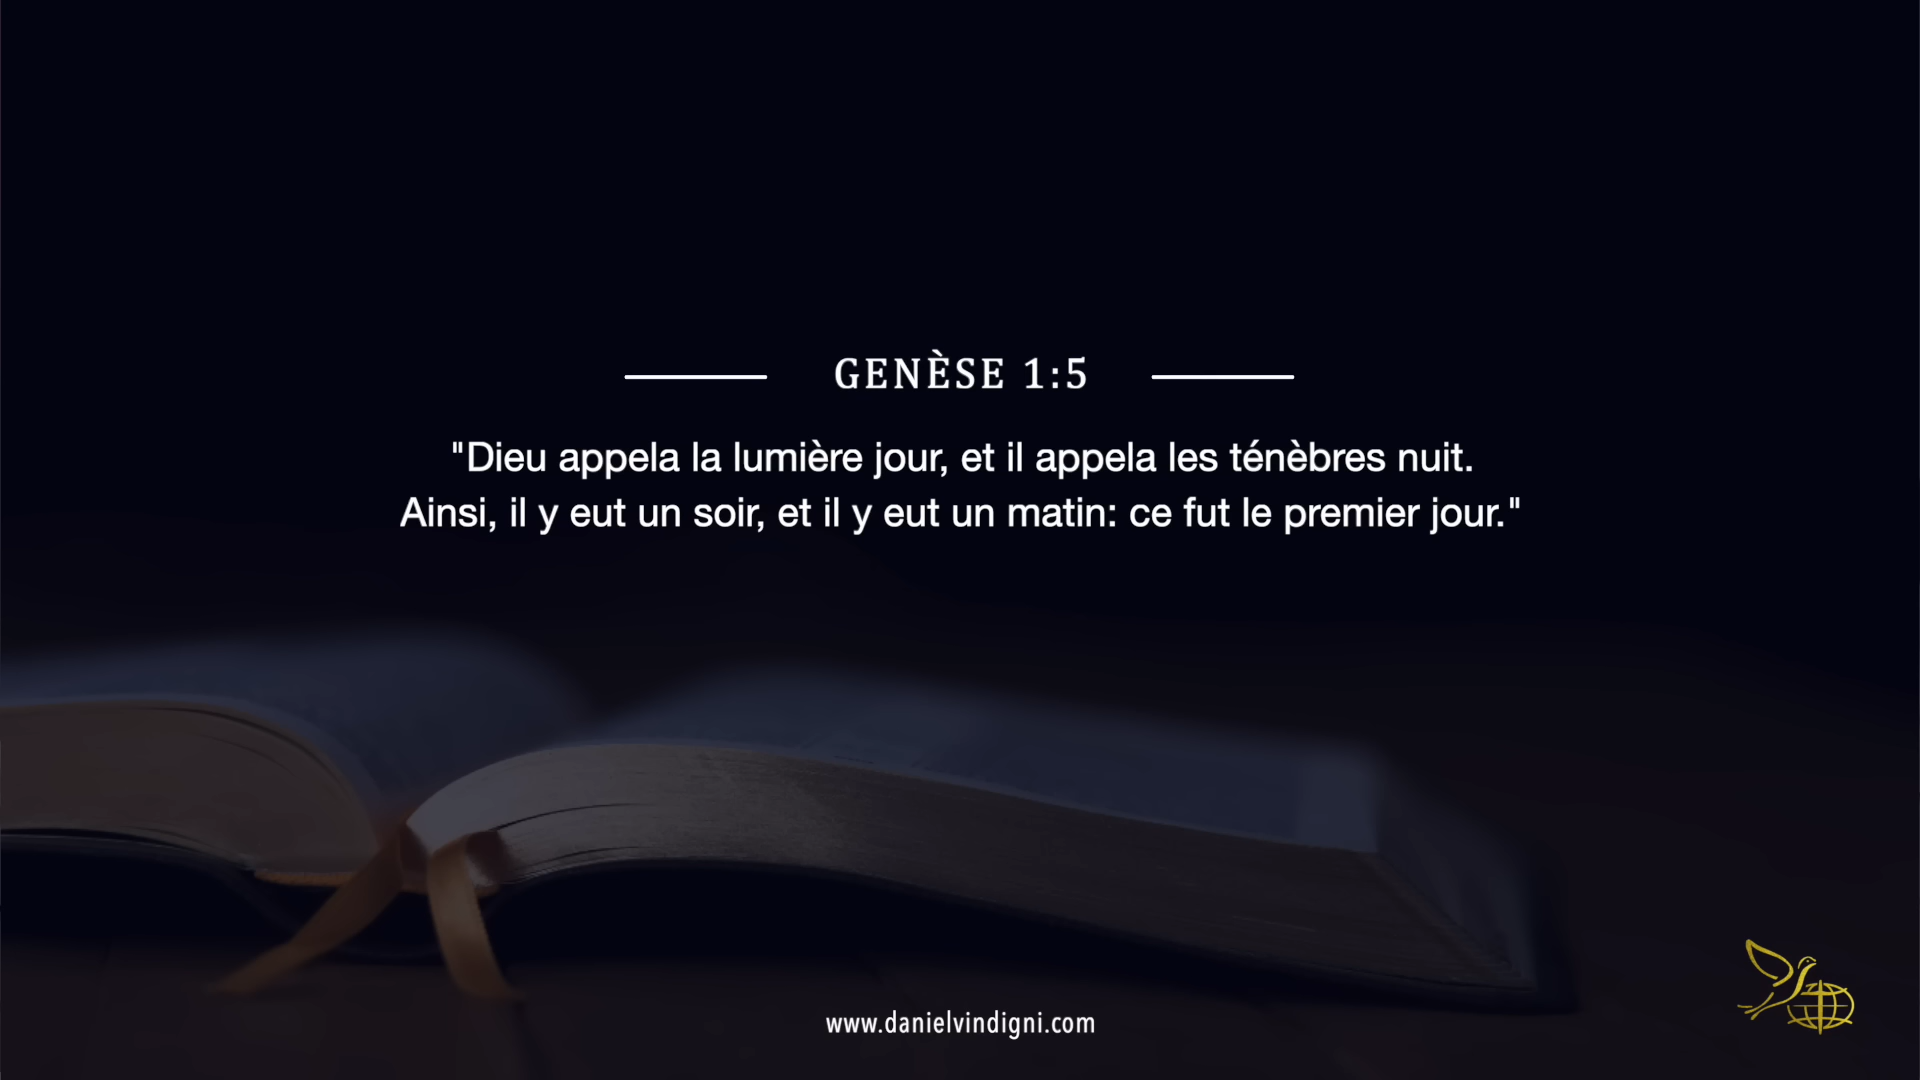 GENÈSE 1:5
"Dieu appela la lumière jour, et il appela les ténèbres nuit.
Ainsi, il y eut un soir, et il y eut un matin: ce fut le premier jour."
www.danielvindigni.com